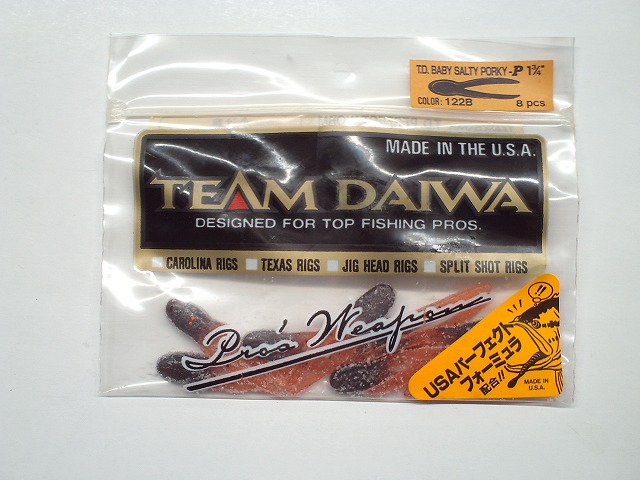 T.D. BABY SALTY PORKY-P 1¾"
COLOR: 122B 8 pcs
MADE IN THE U.S.A.
TEAM DAIWA
DESIGNED FOR TOP FISHING PROS.
CAROLINA RIGS TEXAS RIGS JIG HEAD RIGS SPLIT SHOT RIGS
Pro's Weapon
!!
USAパーフェクト
フォーミュラ
配合!!
MADE IN
U.S.A.